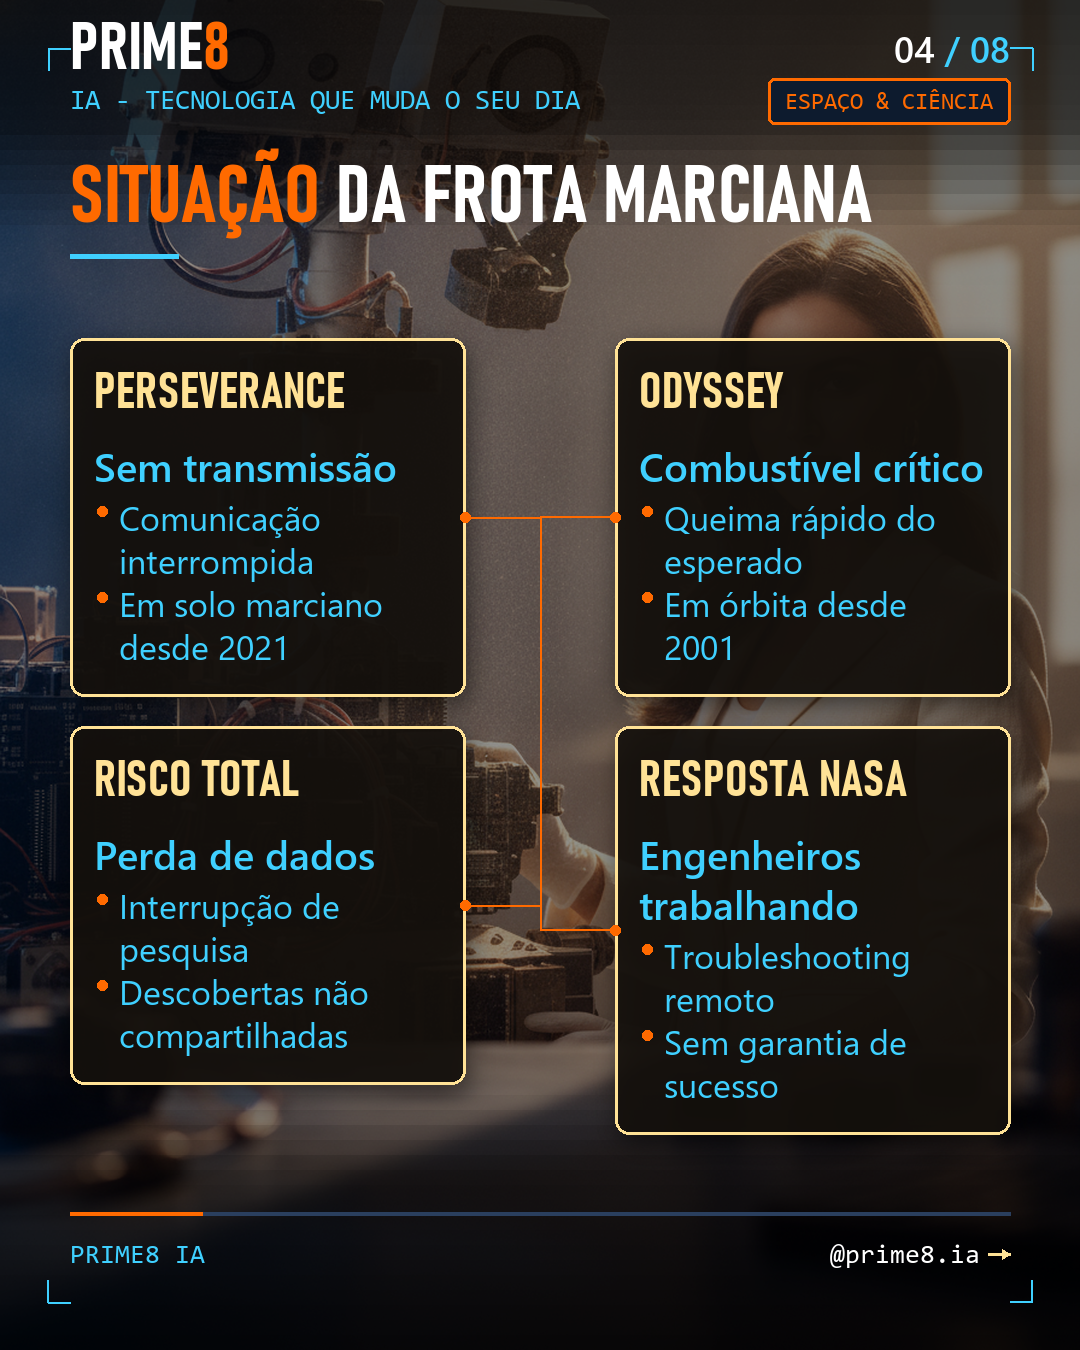 PRIME8
IA - TECNOLOGIA QUE MUDA O SEU DIA
04 / 08
ESPAÇO & CIÊNCIA
SITUAÇÃO DA FROTA MARCIANA
PERSEVERANCE
Sem transmissão
Comunicação
interrompida
Em solo marciano
desde 2021
ODYSSEY
Combustível crítico
Queima rápido do
esperado
Em órbita desde
2001
RISCO TOTAL
Perda de dados
Interrupção de
pesquisa
Descobertas não
compartilhadas
RESPOSTA NASA
Engenheiros
trabalhando
Troubleshooting
remoto
Sem garantia de
sucesso
PRIME8 IA
@prime8.ia